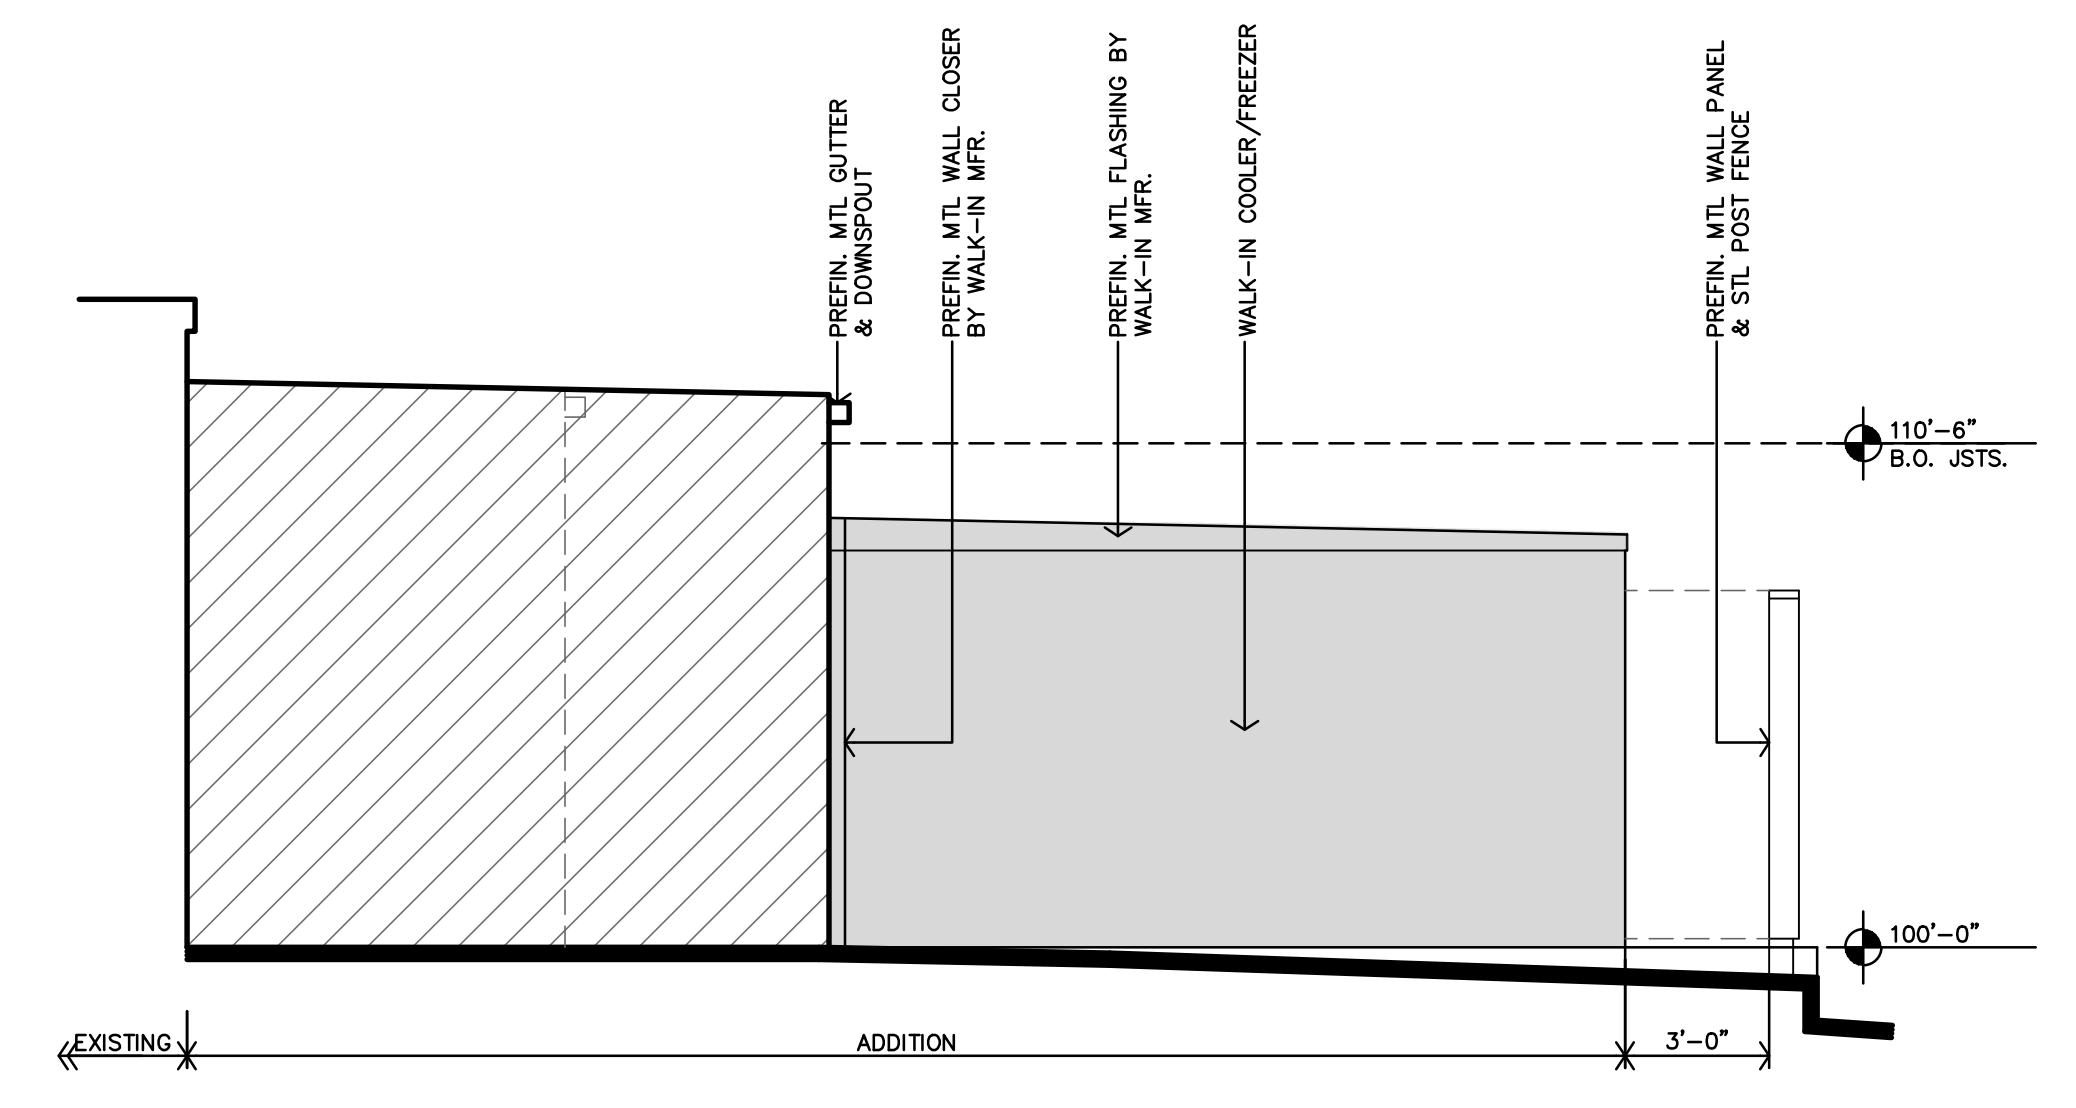 PREFIN. MTL GUTTER
& DOWNSPOUT
PREFIN. MTL WALL CLOSER
BY WALK-IN MFR.
PREFIN. MTL FLASHING BY
WALK-IN MFR.
WALK-IN COOLER/FREEZER
PREFIN. MTL WALL PANEL
& STL POST FENCE
110'-6"
B.O. JSTS.
100'-0"
EXISTING
ADDITION
3'-0"